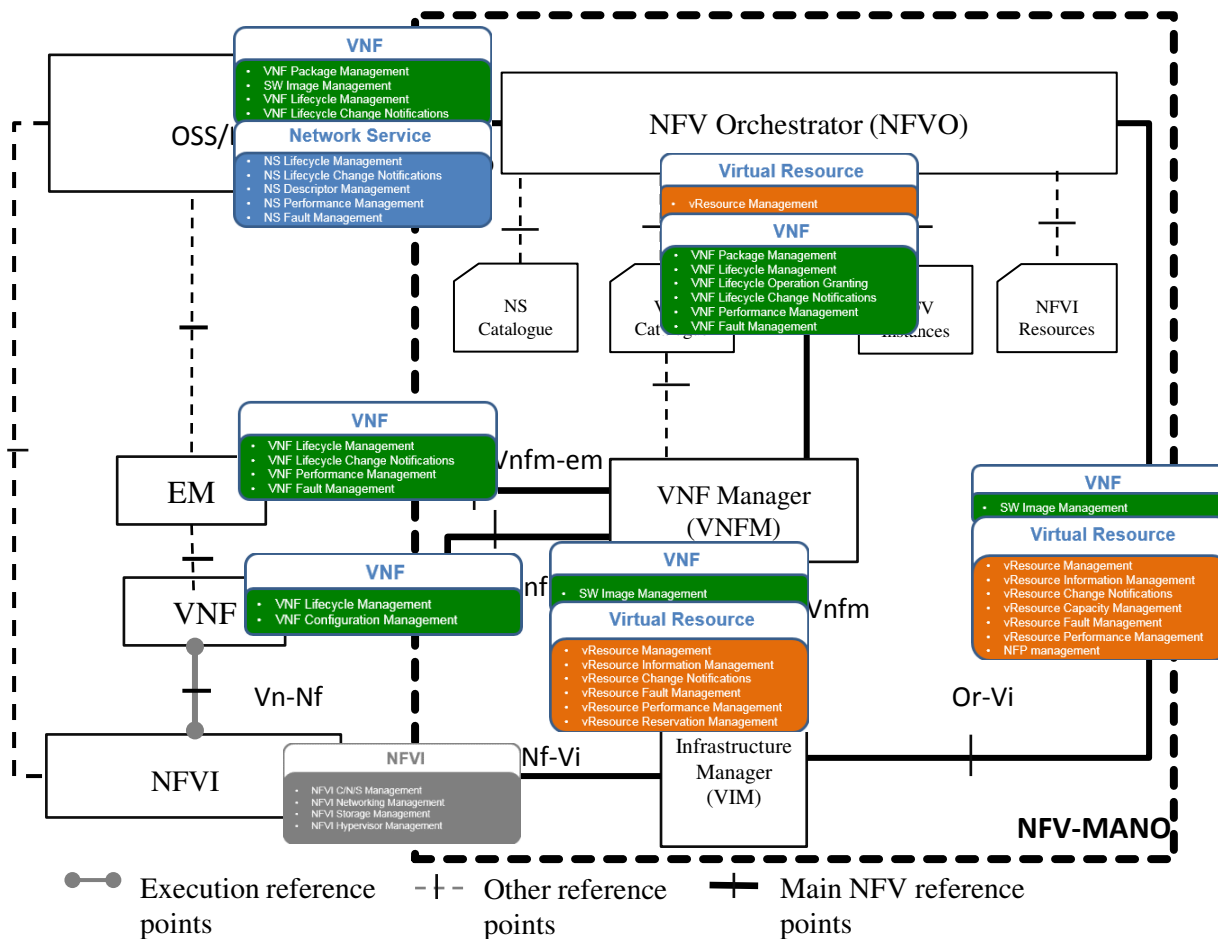 VNF
• VNF Package Management
• SW Image Management
• VNF Lifecycle Management
• VNF Lifecycle Change Notifications
OSS/
Network Service
• NS Lifecycle Management
• NS Lifecycle Change Notifications
• NS Descriptor Management
• NS Performance Management
• NS Fault Management
NFV Orchestrator (NFVO)
Virtual Resource
• vResource Management
VNF
• VNF Package Management
• VNF Lifecycle Management
• VNF Lifecycle Operation Granting
• VNF Lifecycle Change Notifications
• VNF Performance Management
• VNF Fault Management
NS
Catalogue
NFVI
Resources
VNF
• VNF Lifecycle Management
• VNF Lifecycle Change Notifications
• VNF Performance Management
• VNF Fault Management
Vnfm-em
EM
VNF Manager
(VNFM)
VNF
• SW Image Management
Virtual Resource
• vResource Management
• vResource Information Management
• vResource Change Notifications
• vResource Capacity Management
• vResource Fault Management
• vResource Performance Management
• NFP management
VNF
VNF
• VNF Lifecycle Management
• VNF Configuration Management
VNF
• SW Image Management
Virtual Resource
• vResource Management
• vResource Information Management
• vResource Change Notifications
• vResource Fault Management
• vResource Performance Management
• vResource Reservation Management
Vnfm
Vn-Nf
Or-Vi
NFVI
NFVI
• NFVI C/N/S Management
• NFVI Networking Management
• NFVI Storage Management
• NFVI Hypervisor Management
Nf-Vi
Infrastructure
Manager
(VIM)
NFV-MANO
Execution reference
points
Other reference
points
Main NFV reference
points